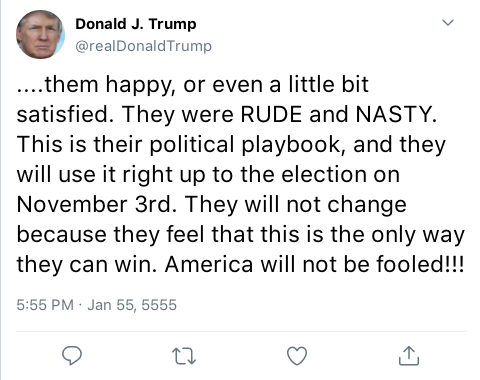 Donald J. Trump
@realDonaldTrump
....them happy, or even a little bit
satisfied. They were RUDE and NASTY.
This is their political playbook, and they
will use it right up to the election on
November 3rd. They will not change
because they feel that this is the only way
they can win. America will not be fooled!!!
5:55 PM · Jan 55, 5555